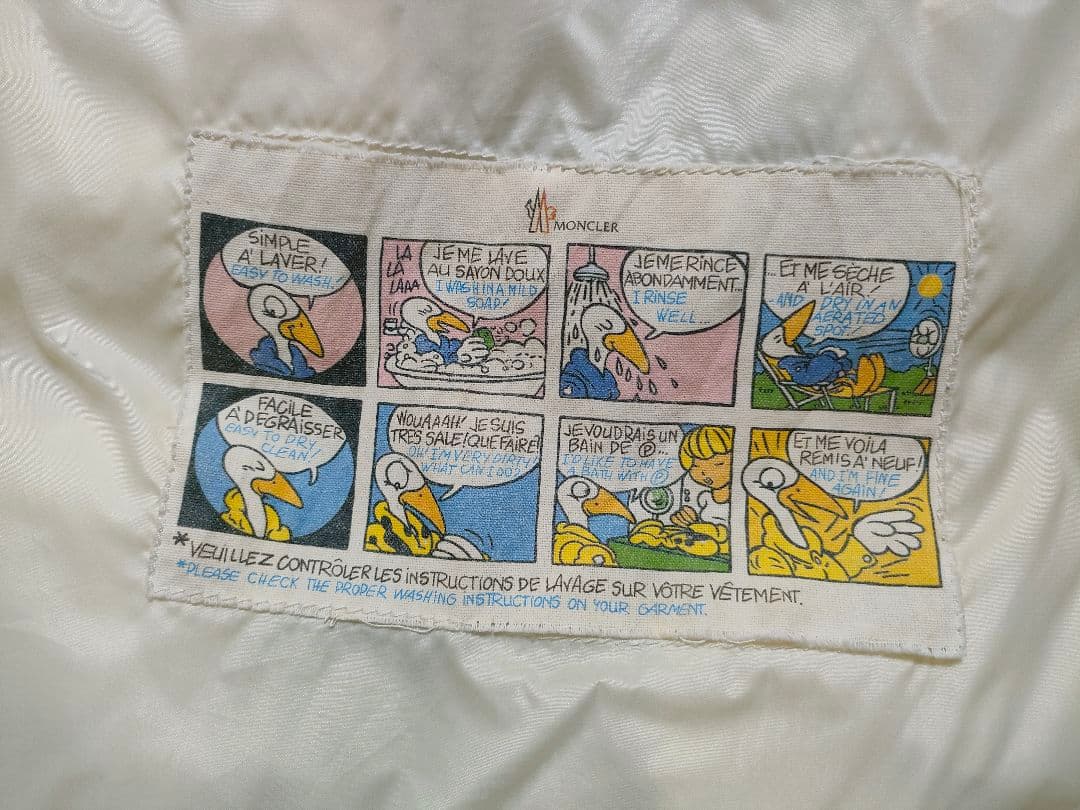 MONCLER
SIMPLE
A' LAVER!
EASY TO WASH..
LA
LA
LAAA
JE ME LAVE
AU SAVON DOUX
I WASH IN A MILD
SOAP!
JE ME RINCE
ABONDAMMENT...
I RINSE
WELL...
...ET ME SÈCHE
A' L'AIR!
...AND DRY IN AN
AERATED
SPOT!
FACILE
A' DEGRAISSER
EASY TO DRY
CLEAN!
WOUAAAH! JE SUIS
TRES SALE! QUE FAIRE?
OH! I'M VERY DIRTY!
WHAT CAN I DO?
JE VOUDRAIS UN
BAIN DE Ⓟ...
I'D LIKE TO HAVE
A BATH WITH Ⓟ
ET ME VOILA
REMIS A' NEUF!
AND I'M FINE
AGAIN!
*VEUILLEZ CONTRÔLER LES INSTRUCTIONS DE LAVAGE SUR VÔTRE VÊTEMENT.
*PLEASE CHECK THE PROPER WASHING INSTRUCTIONS ON YOUR GARMENT.